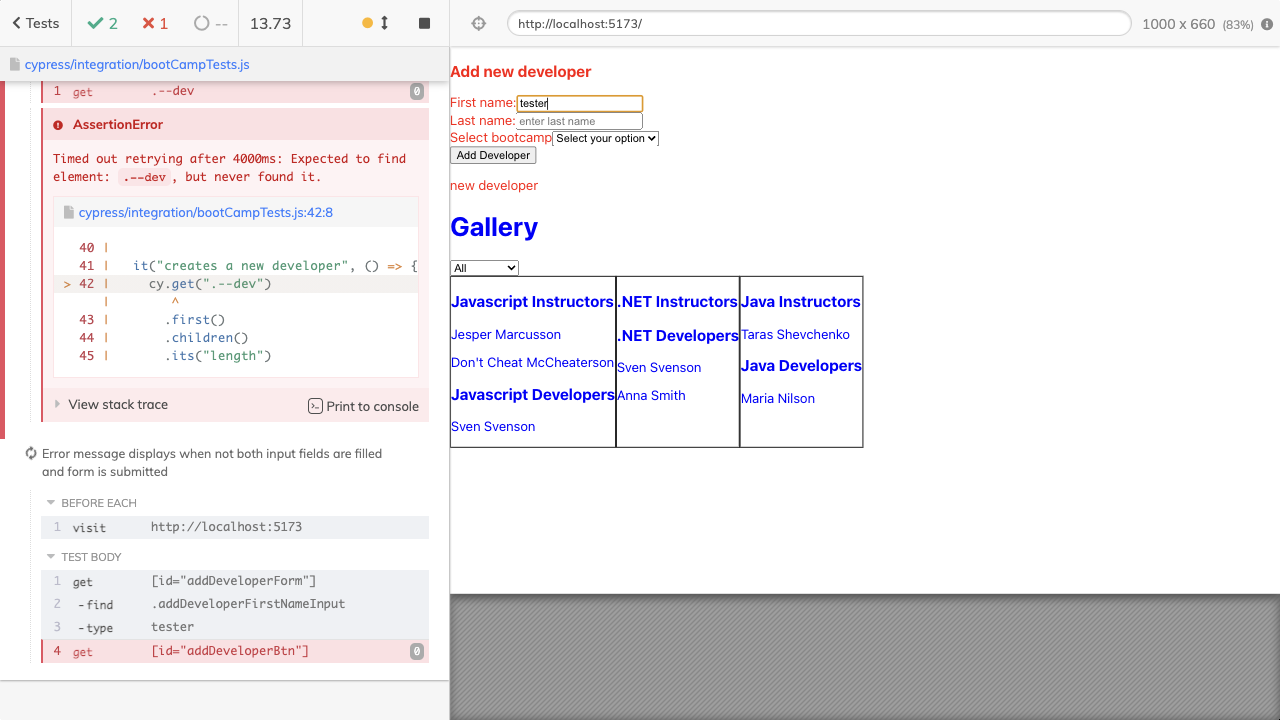 Tests
2
1
--
13.73
http://localhost:5173/
1000 x 660 (83%)
cypress/integration/bootCampTests.js
1 get .--dev 0
AssertionError
Timed out retrying after 4000ms: Expected to find
element: .--dev, but never found it.
cypress/integration/bootCampTests.js:42:8
40 |
41 | it("creates a new developer", () => {
> 42 | cy.get(".--dev")
| ^
43 | .first()
44 | .children()
45 | .its("length")
View stack trace
Print to console
Error message displays when not both input fields are filled
and form is submitted
BEFORE EACH
1 visit http://localhost:5173
TEST BODY
1 get [id="addDeveloperForm"]
2 -find .addDeveloperFirstNameInput
3 -type tester
4 get [id="addDeveloperBtn"] 0
Add new developer
First name: tester
Last name: enter last name
Select bootcamp Select your option
Add Developer
new developer
Gallery
All
Javascript Instructors
Jesper Marcusson
Don't Cheat McCheaterson
Javascript Developers
Sven Svenson
.NET Instructors
.NET Developers
Sven Svenson
Anna Smith
Java Instructors
Taras Shevchenko
Java Developers
Maria Nilson